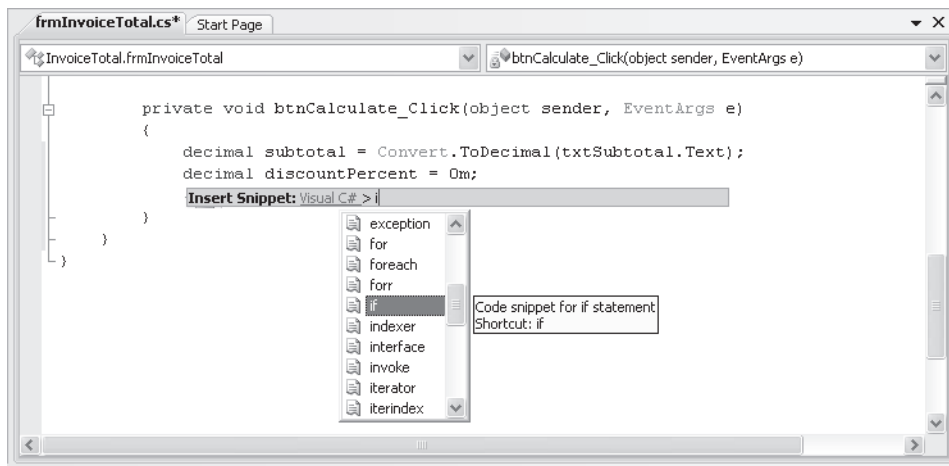 frmInvoiceTotal.cs* Start Page
InvoiceTotal.frmInvoiceTotal btnCalculate_Click(object sender, EventArgs e)
private void btnCalculate_Click(object sender, EventArgs e)
{
decimal subtotal = Convert.ToDecimal(txtSubtotal.Text);
decimal discountPercent = 0m;
Insert Snippet: Visual C# > i
}
}
}
exception
for
foreach
forr
if
indexer
interface
invoke
iterator
iterindex
Code snippet for if statement
Shortcut: if